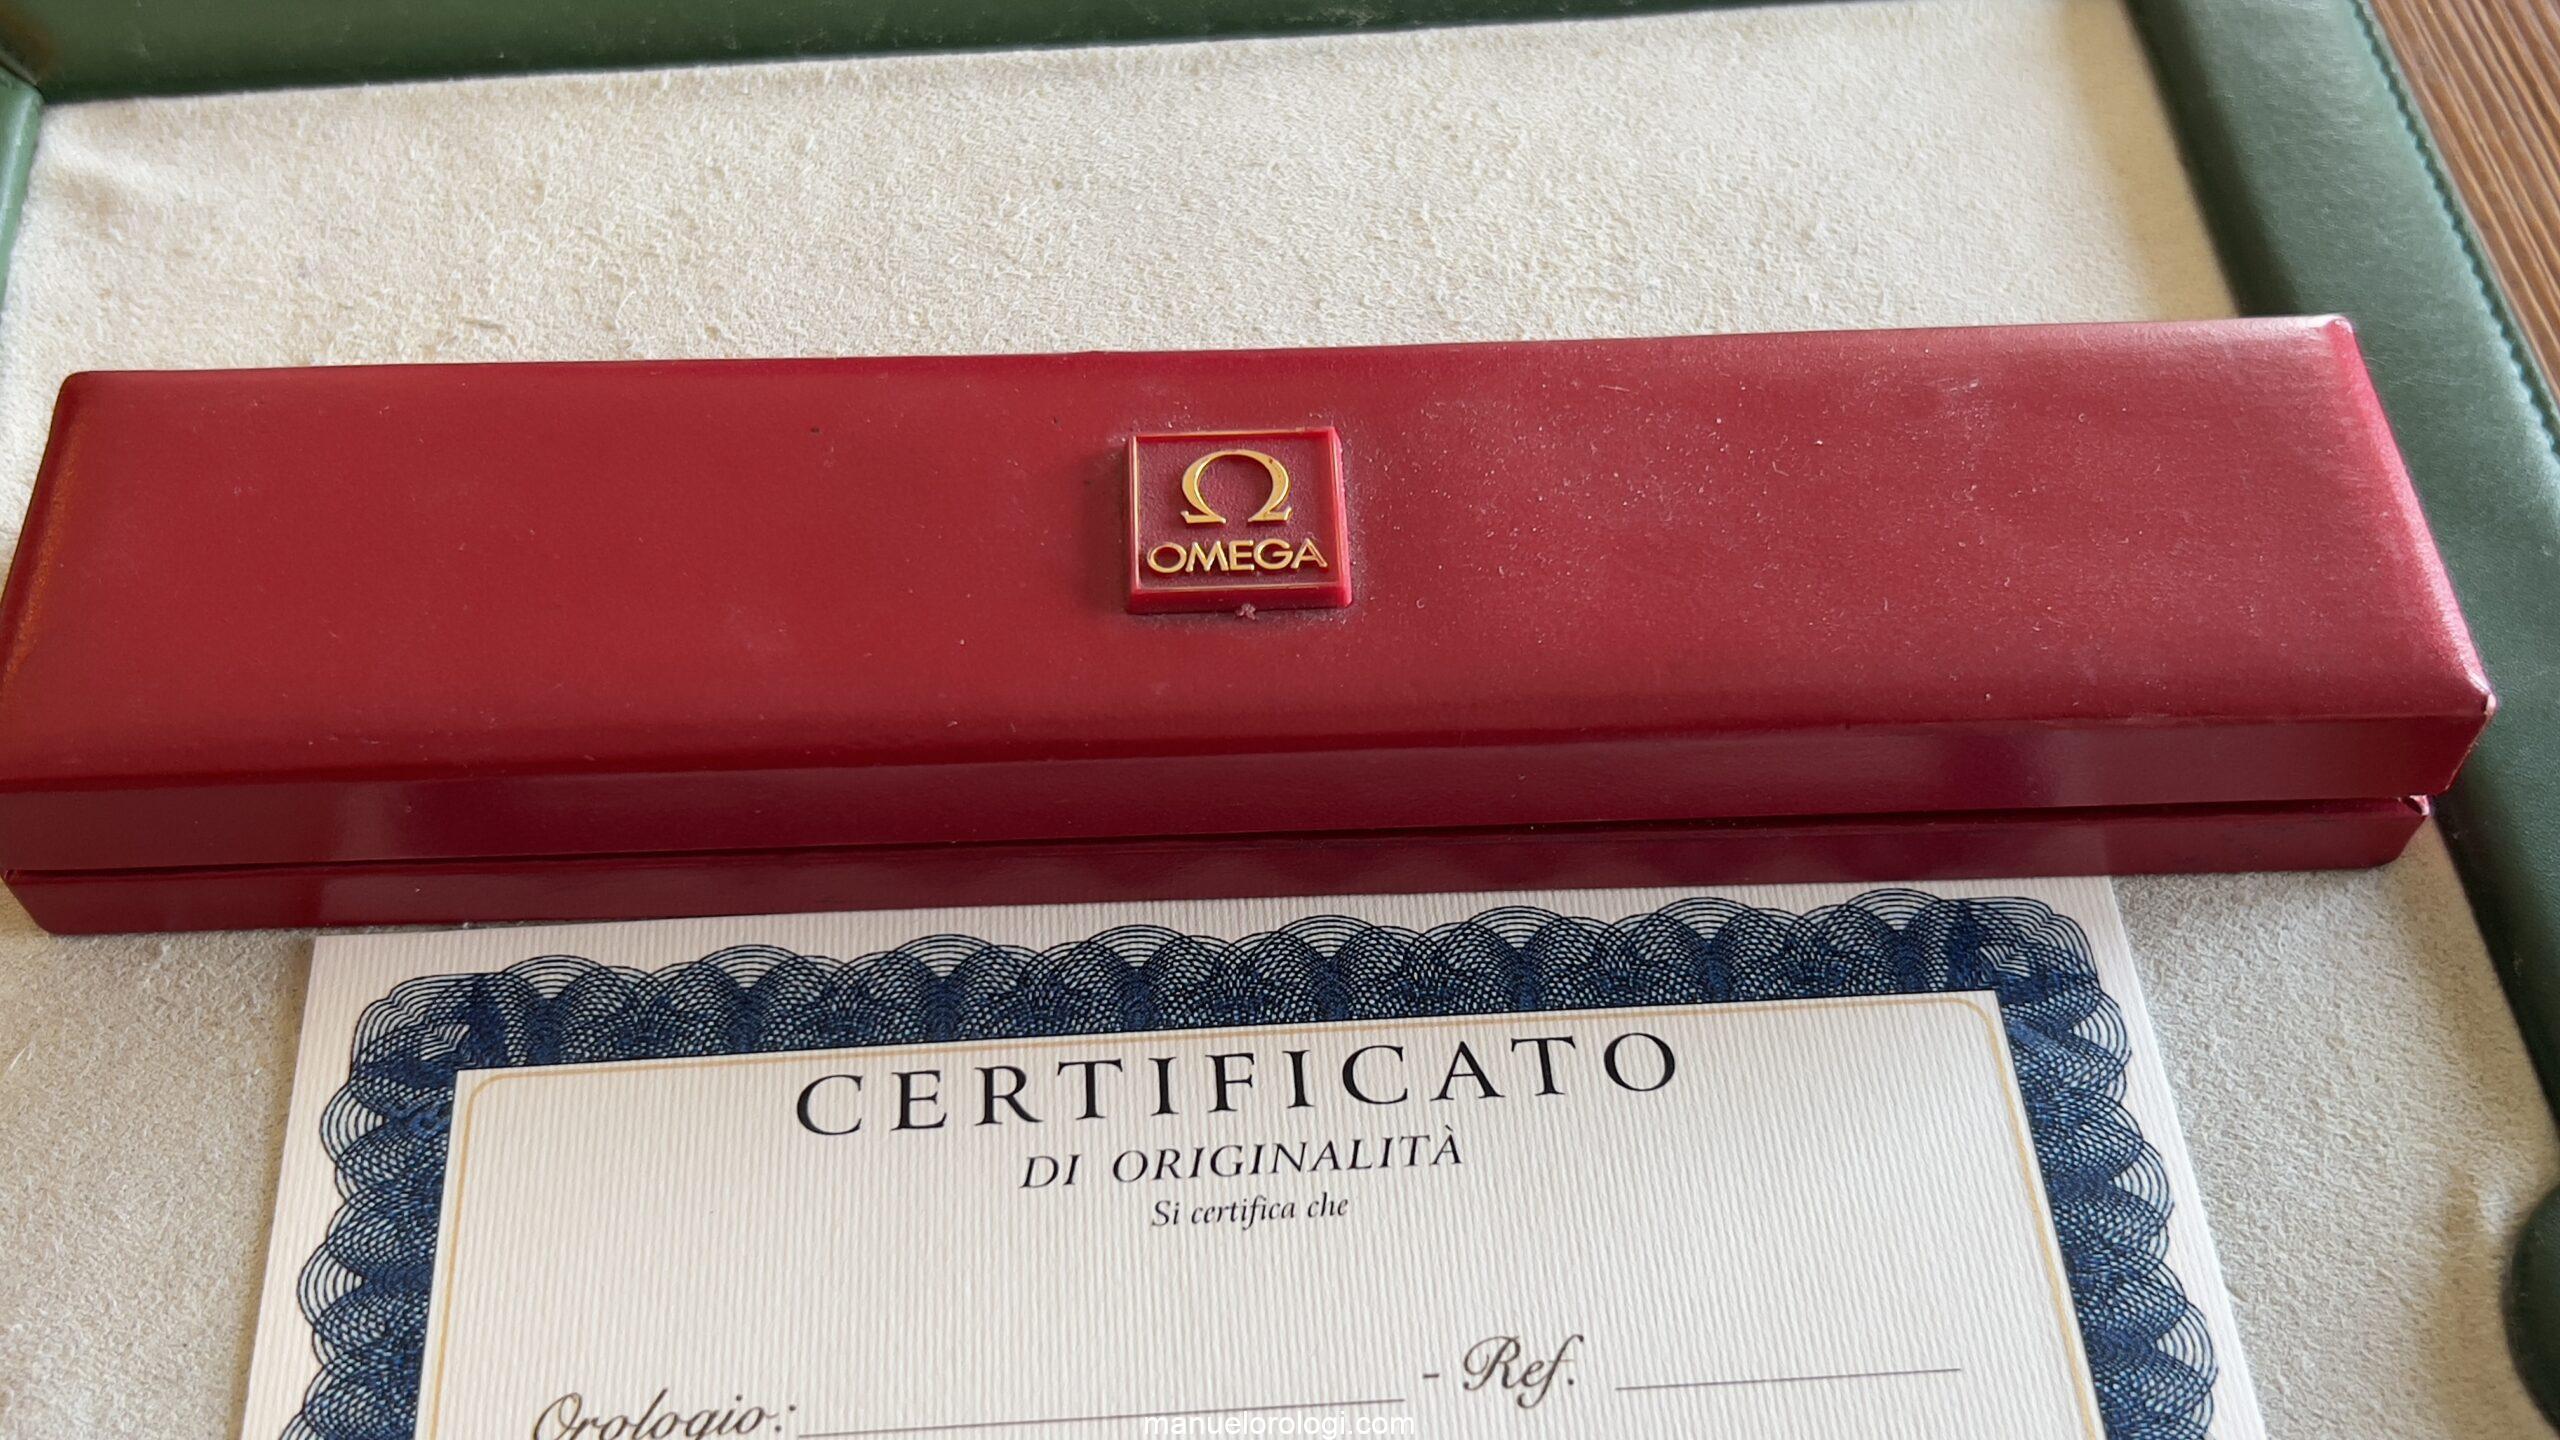 Ω
OMEGA
CERTIFICATO
DI ORIGINALITÀ
Si certifica che
Orologio: - Ref.
manuelorologi.com